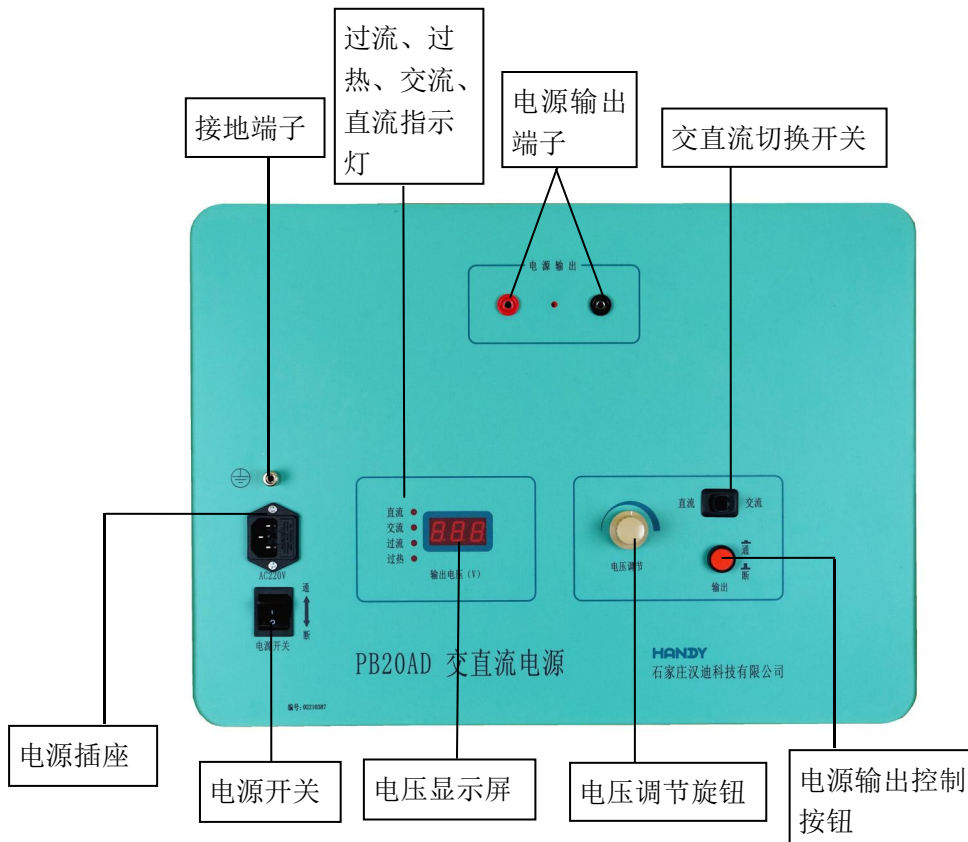 过流、过
热、交流、
直流指示
灯
电源输出
端子
接地端子
交直流切换开关
电源输出
直流
交流
过流
过热
输出电压（V）
电压调节
直流
交流
通
断
输出
AC220V
通
断
电源开关
PB20AD 交直流电源
HANDY
石家庄汉迪科技有限公司
编号:02210387
电源插座
电源开关
电压显示屏
电压调节旋钮
电源输出控制
按钮